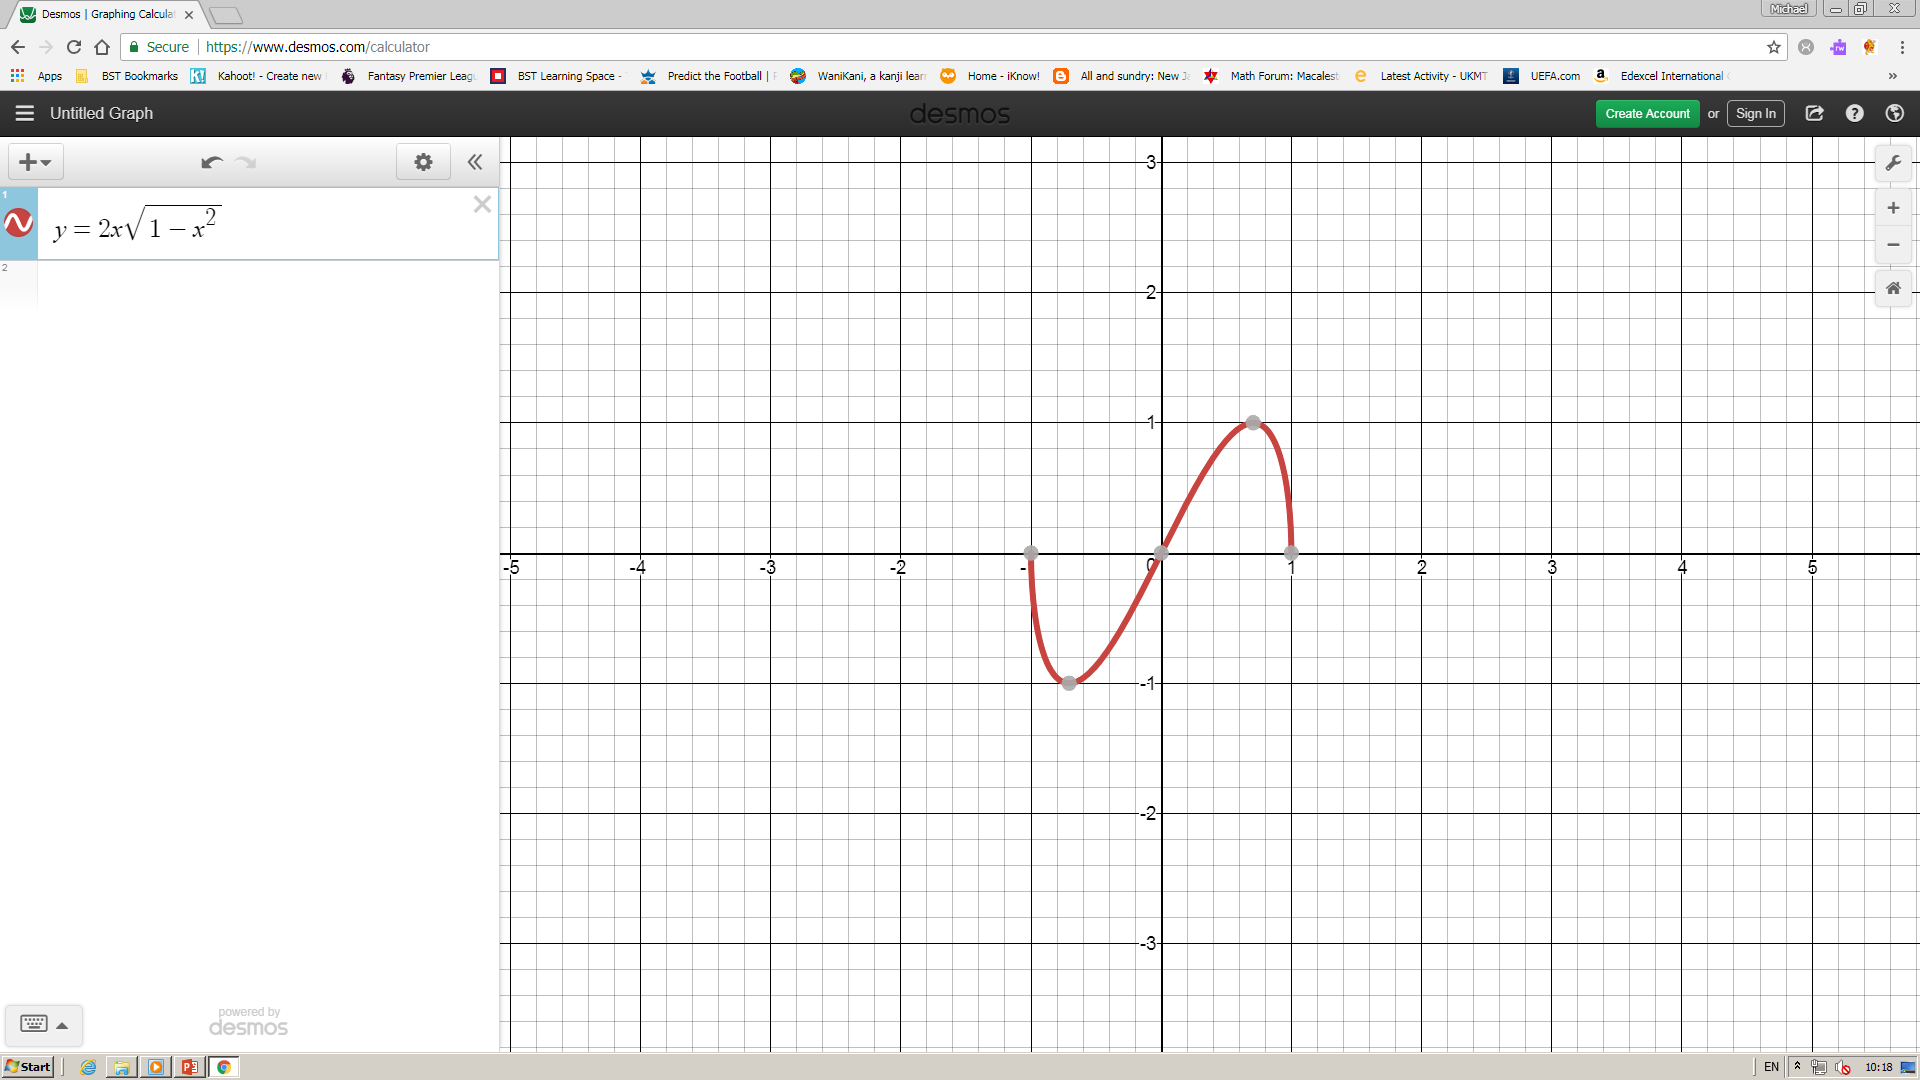 Desmos | Graphing Calcula
Michael
Secure
https://www.desmos.com/calculator
Apps
BST Bookmarks
Kahoot! - Create new
Fantasy Premier Leag
BST Learning Space -
Predict the Football |
WaniKani, a kanji lear
Home - iKnow!
All and sundry: New J
Math Forum: Macalest
Latest Activity - UKMT
UEFA.com
Edexcel International
»
Untitled Graph
desmos
Create Account
or
Sign In
1
y = 2x√(1 − x²)
2
3
2
1
-5
-4
-3
-2
-
0
1
2
3
4
5
-1
-2
-3
powered by
desmos
Start
EN
10:18